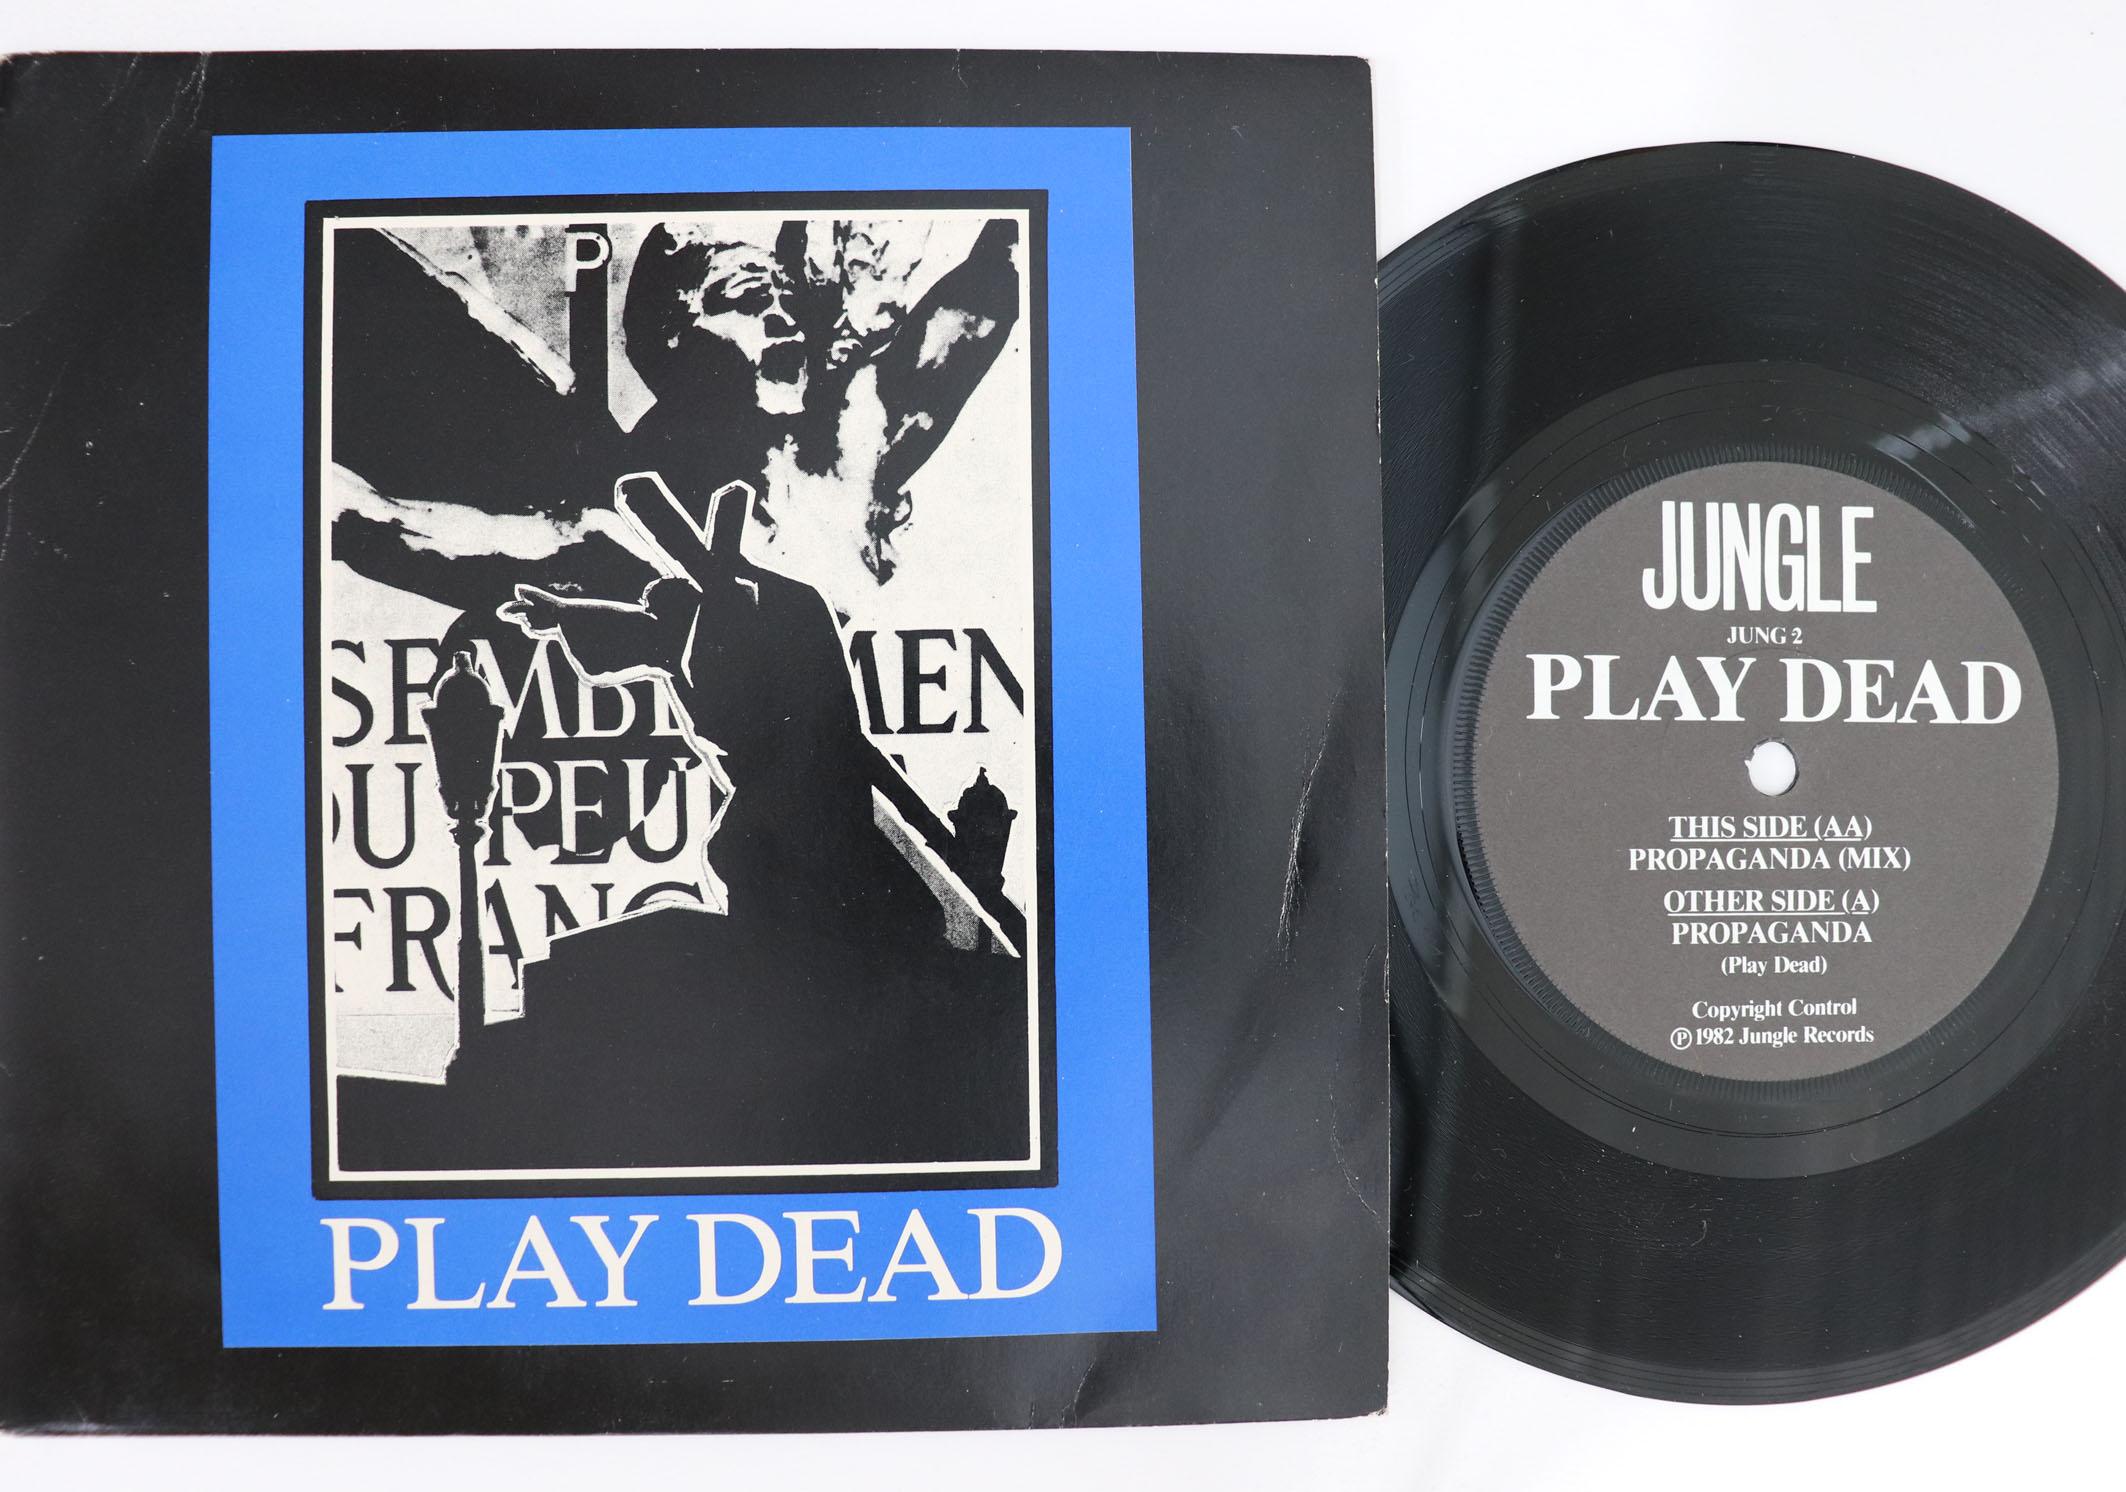 P
SEMBL MEN
OU PEU
FRANC
PLAY DEAD
JUNGLE
JUNG 2
PLAY DEAD
THIS SIDE (AA)
PROPAGANDA (MIX)
OTHER SIDE (A)
PROPAGANDA
(Play Dead)
Copyright Control
Ⓟ 1982 Jungle Records